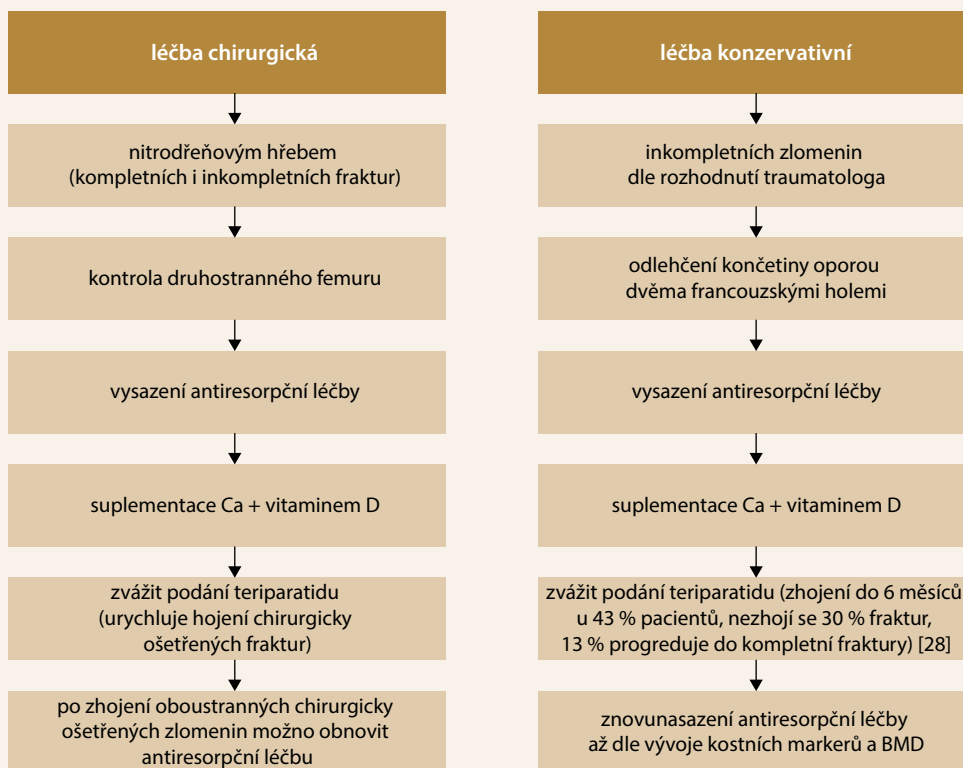 léčba chirurgická
nitrodřeňovým hřebem
(kompletních i inkompletních fraktur)
kontrola druhostranného femuru
vysazení antiresorpční léčby
suplementace Ca + vitaminem D
zvážit podání teriparatidu
(urychluje hojení chirurgicky
ošetřených fraktur)
po zhojení oboustranných chirurgicky
ošetřených zlomenin možno obnovit
antiresorpční léčbu
léčba konzervativní
inkompletních zlomenin
dle rozhodnutí traumatologa
odlehčení končetiny oporou
dvěma francouzskými holemi
vysazení antiresorpční léčby
suplementace Ca + vitaminem D
zvážit podání teriparatidu (zhojení do 6 měsíců
u 43 % pacientů, nezhojí se 30 % fraktur,
13 % progreduje do kompletní fraktury) [28]
znovunasazení antiresorpční léčby
až dle vývoje kostních markerů a BMD